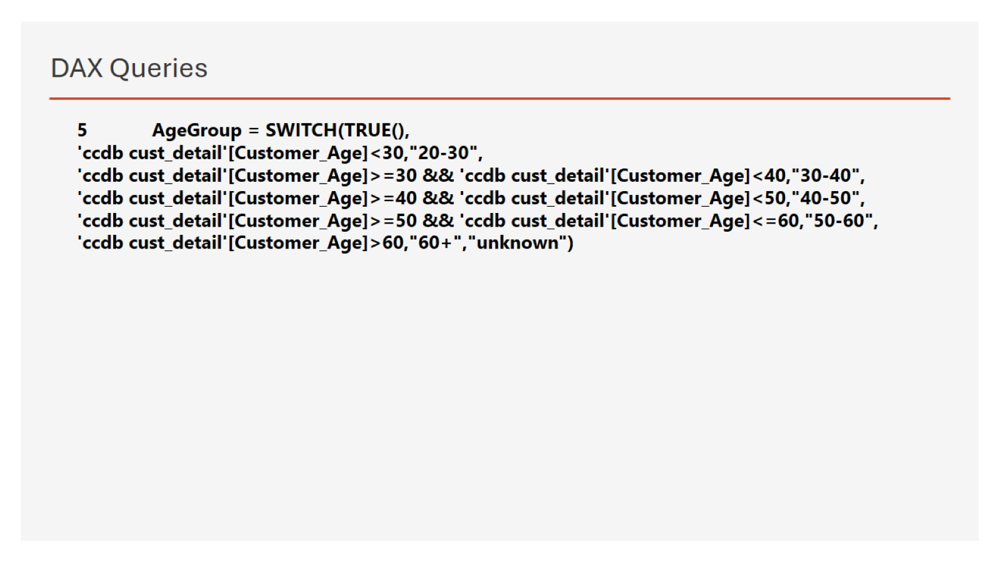 DAX Queries
5 AgeGroup = SWITCH(TRUE(),
'ccdb cust_detail'[Customer_Age]<30,"20-30",
'ccdb cust_detail'[Customer_Age]>=30 && 'ccdb cust_detail'[Customer_Age]<40,"30-40",
'ccdb cust_detail'[Customer_Age]>=40 && 'ccdb cust_detail'[Customer_Age]<50,"40-50",
'ccdb cust_detail'[Customer_Age]>=50 && 'ccdb cust_detail'[Customer_Age]<=60,"50-60",
'ccdb cust_detail'[Customer_Age]>60,"60+","unknown")